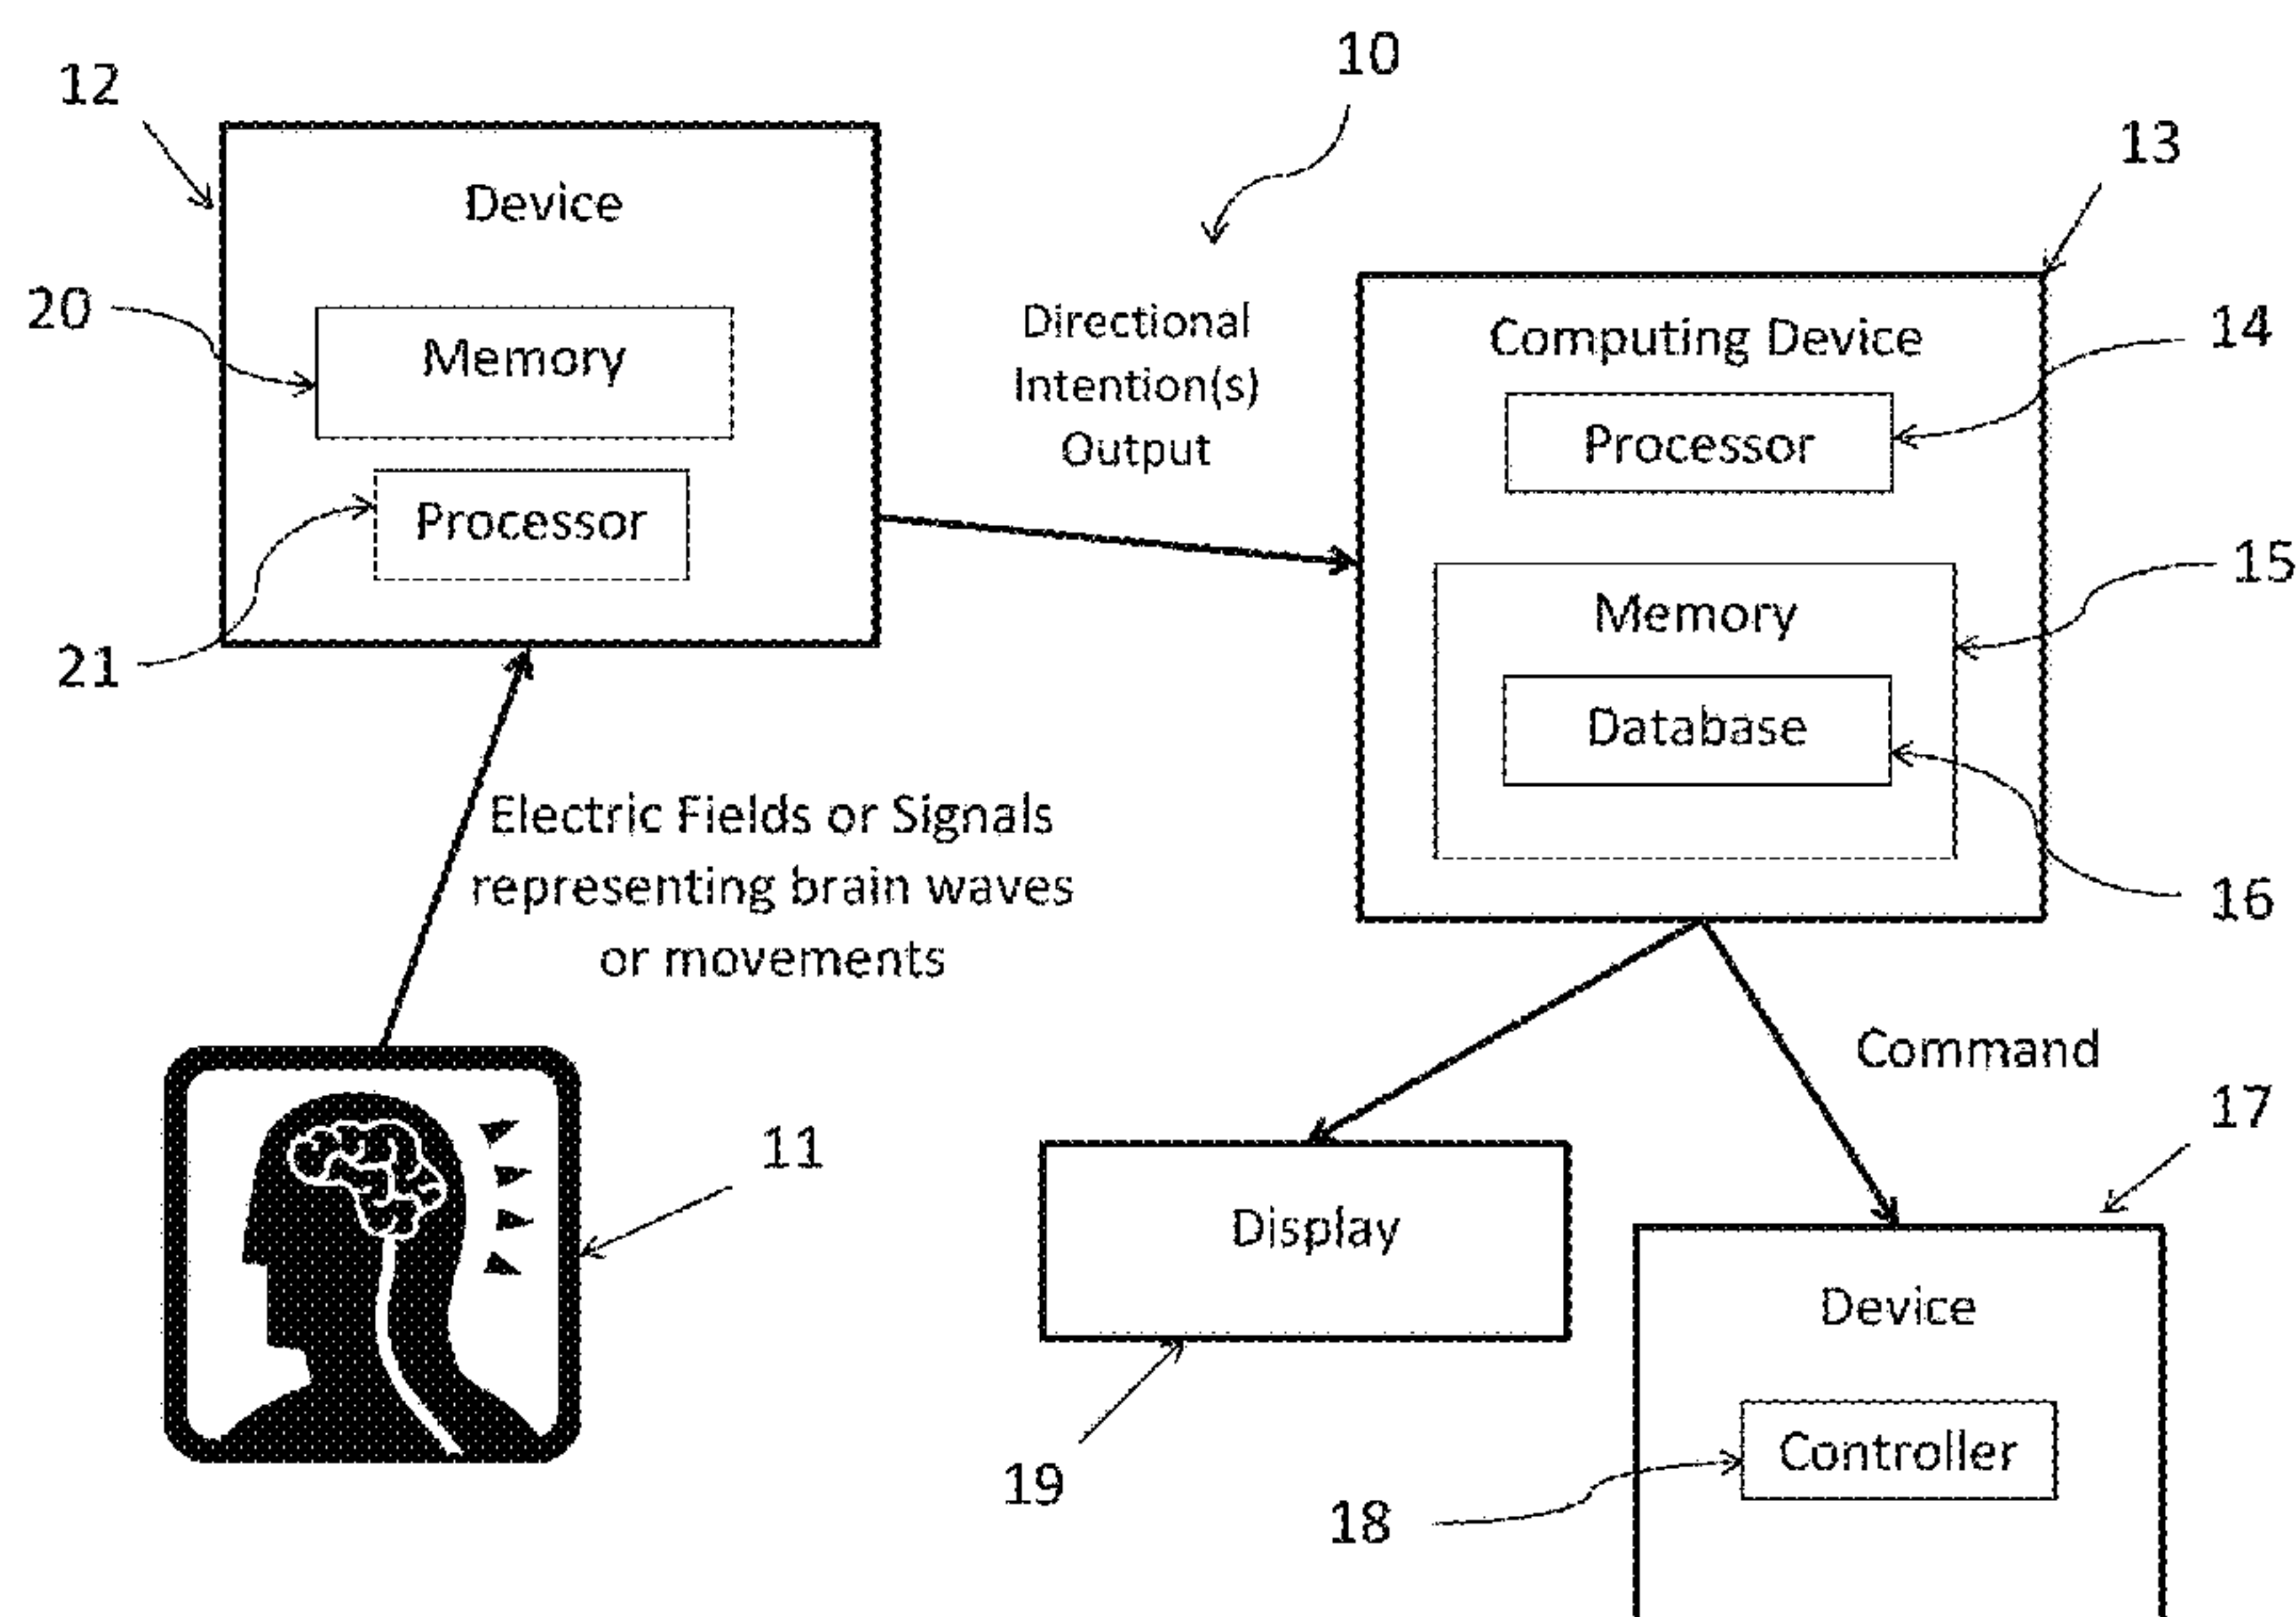 10
12
13
Device
20
Memory
Processor
21
Directional
Intention(s)
Output
Computing Device
14
Processor
15
Memory
Database
16
Electric Fields or Signals
representing brain waves
or movements
11
Command
17
Display
19
Device
Controller
18